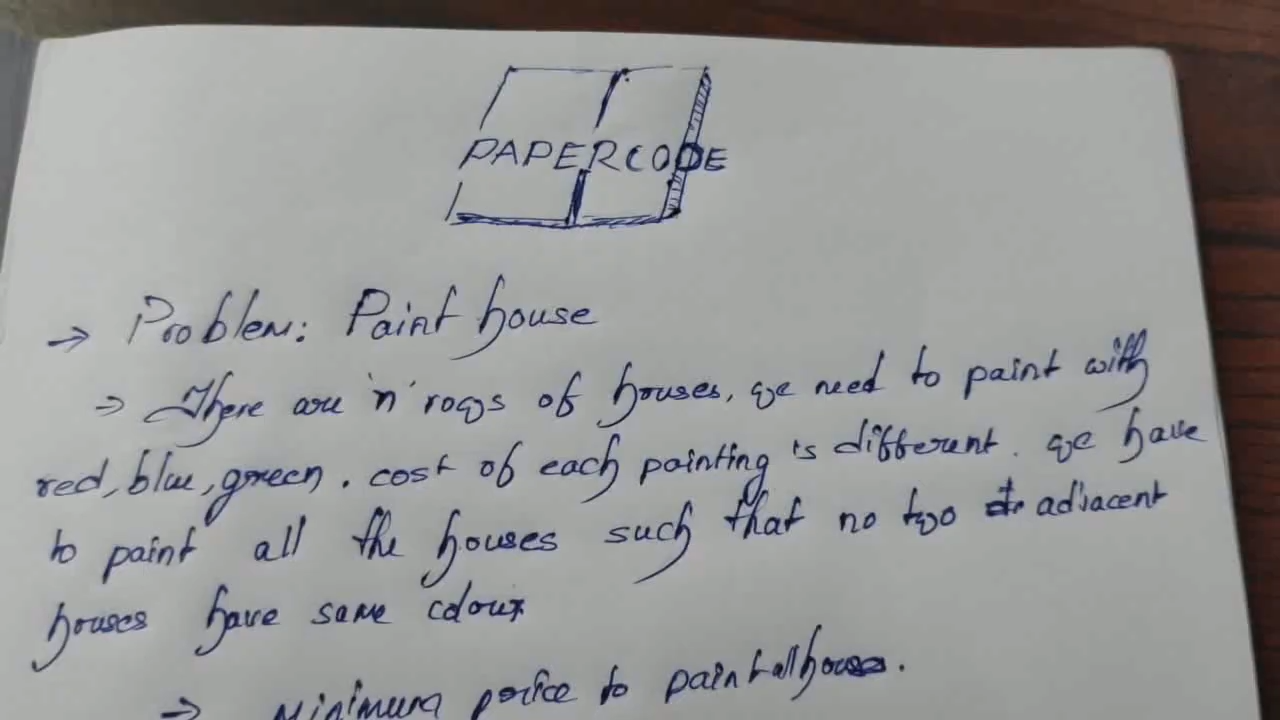 PAPERCODE
→ Problem: Paint house
→ There are 'n' rows of houses, we need to paint with
red, blue, green. cost of each painting is different. we have
to paint all the houses such that no two adjacent
houses have same colour
→ Minimum price to paint all house.